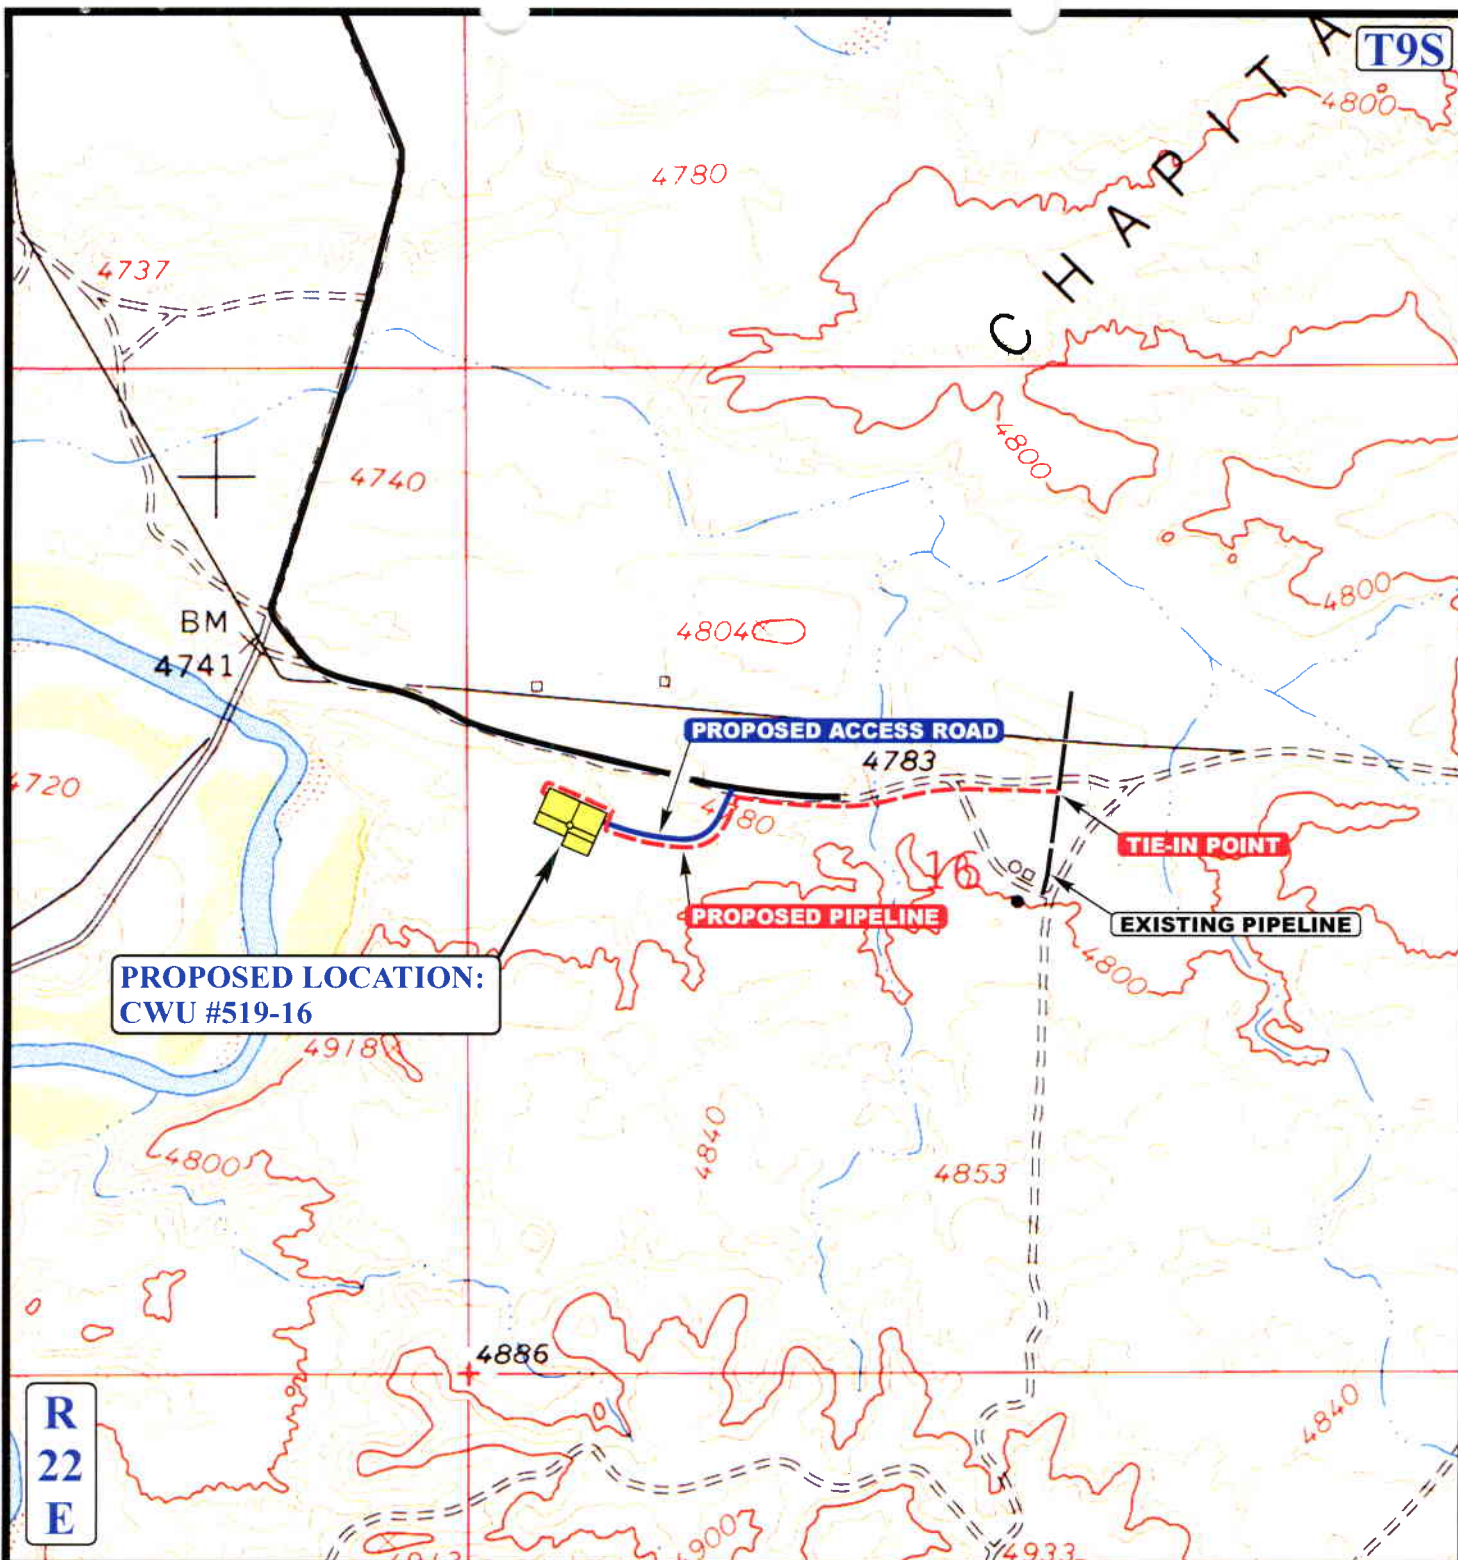 T9S
CHAPITA
4800
4780
4737
4800
4740
4800
BM
4741
4804
PROPOSED ACCESS ROAD
4783
4720
4780
TIE-IN POINT
16
PROPOSED PIPELINE
EXISTING PIPELINE
4800
PROPOSED LOCATION:
CWU #519-16
4918
4840
4800
4853
4886
4840
R
22
E
4900
4933